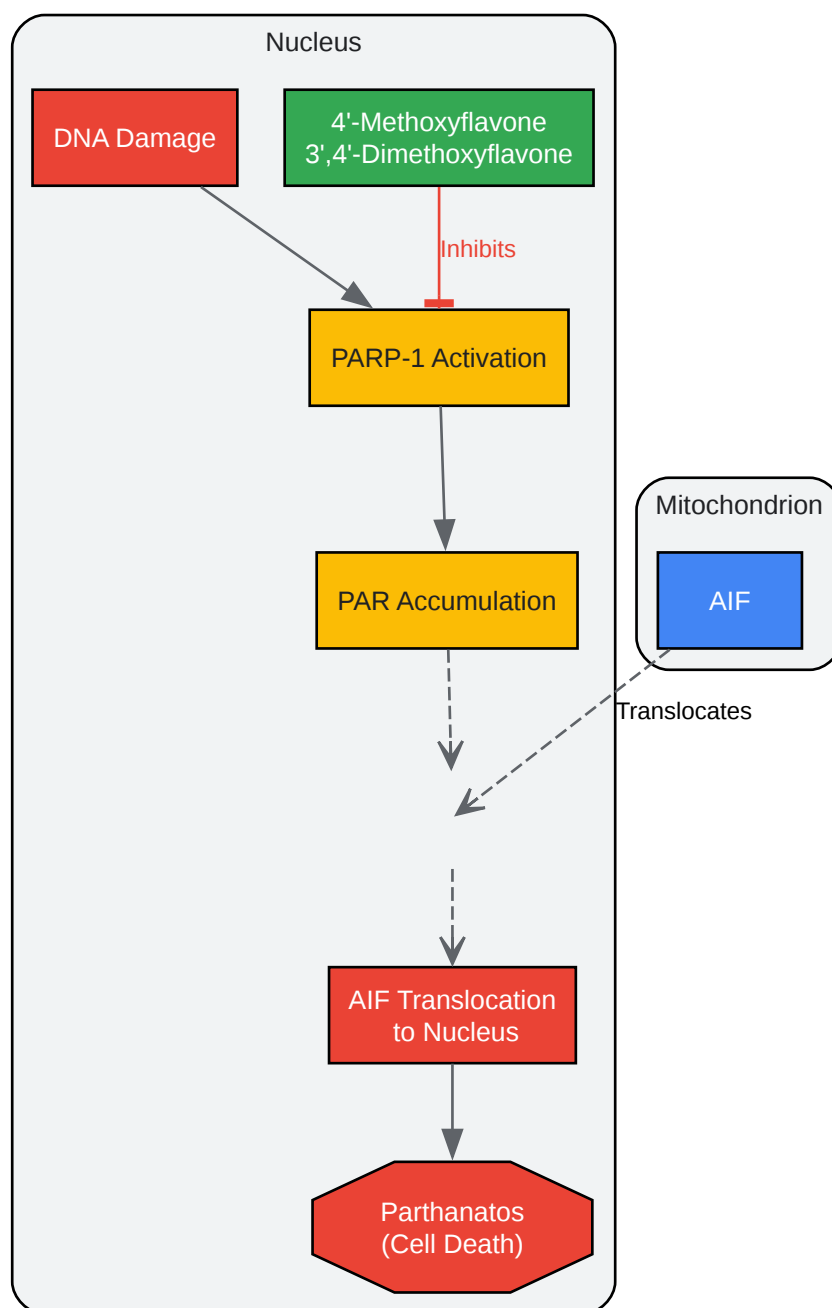 Nucleus
DNA Damage
4'-Methoxyflavone
3',4'-Dimethoxyflavone
Inhibits
PARP-1 Activation
Mitochondrion
PAR Accumulation
AIF
Translocates
AIF Translocation
to Nucleus
Parthanatos
(Cell Death)